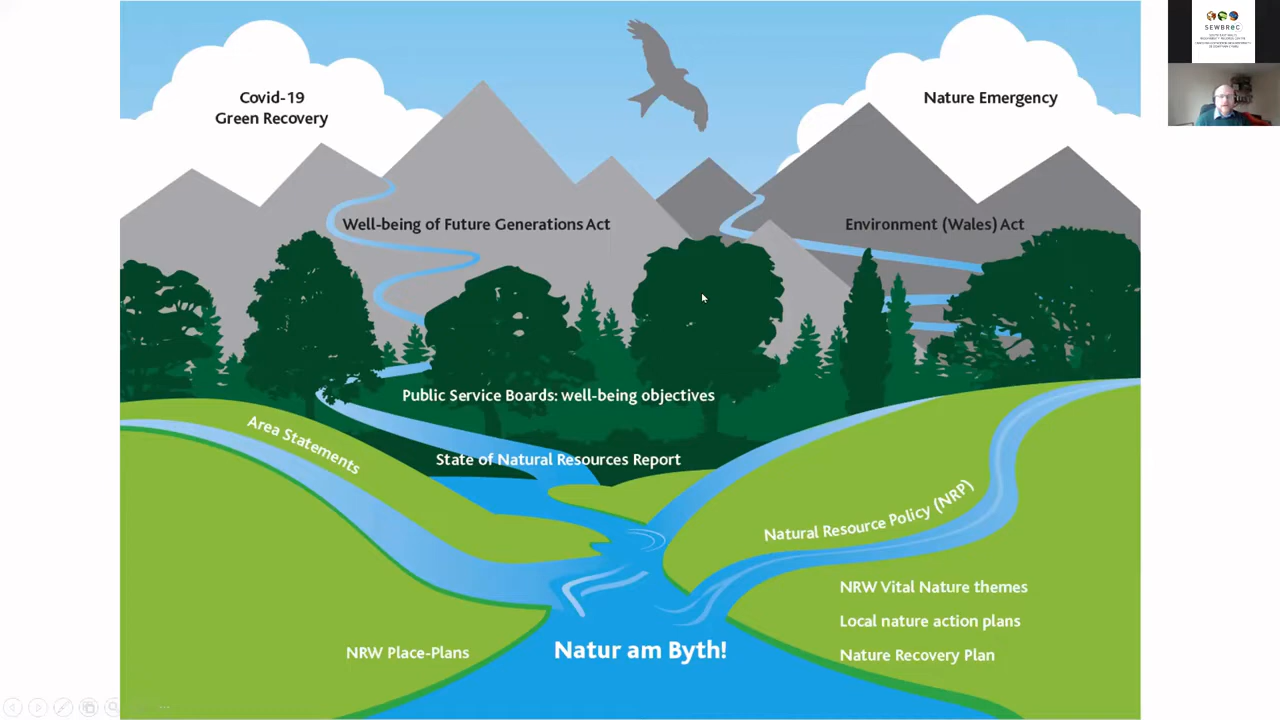 Covid-19
Green Recovery
Nature Emergency
SEWBReC
Well-being of Future Generations Act
Environment (Wales) Act
Public Service Boards: well-being objectives
Area Statements
State of Natural Resources Report
Natural Resource Policy (NRP)
NRW Vital Nature themes
Local nature action plans
NRW Place-Plans
Natur am Byth!
Nature Recovery Plan